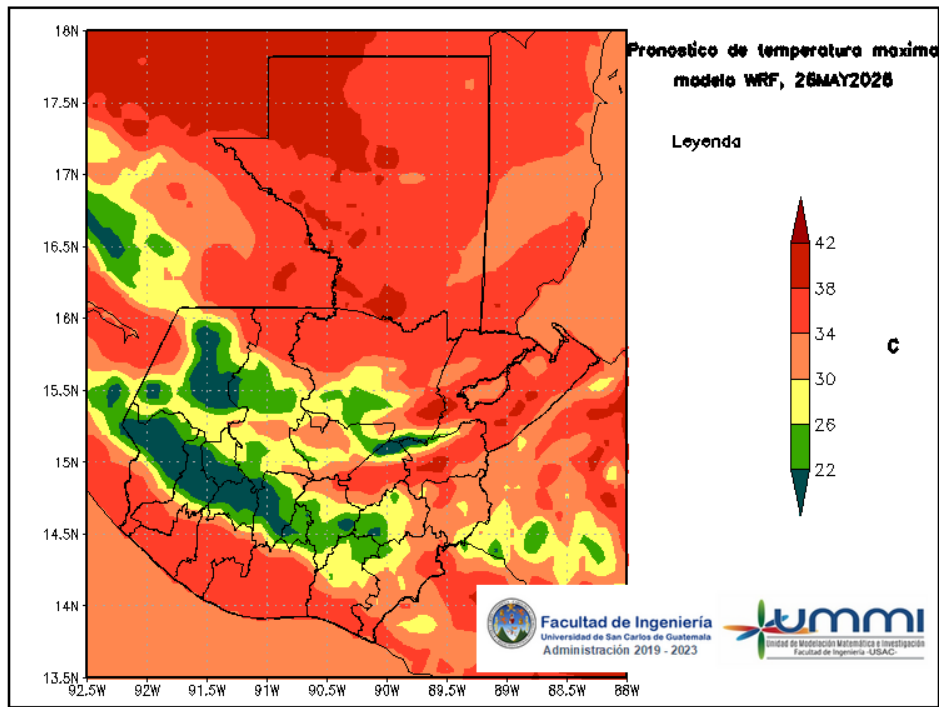 Pronostico de temperatura maxima
modelo WRF, 26MAY2026
Leyenda
42
38
34
30
26
22
C
18N
17.5N
17N
16.5N
16N
15.5N
15N
14.5N
14N
13.5N
92.5W 92W 91.5W 91W 90.5W 90W 89.5W 89W 88.5W 88W
Facultad de Ingeniería
Universidad de San Carlos de Guatemala
Administración 2019 - 2023
ummi
Unidad de Modelación Matemática e Investigación
Facultad de Ingeniería -USAC-